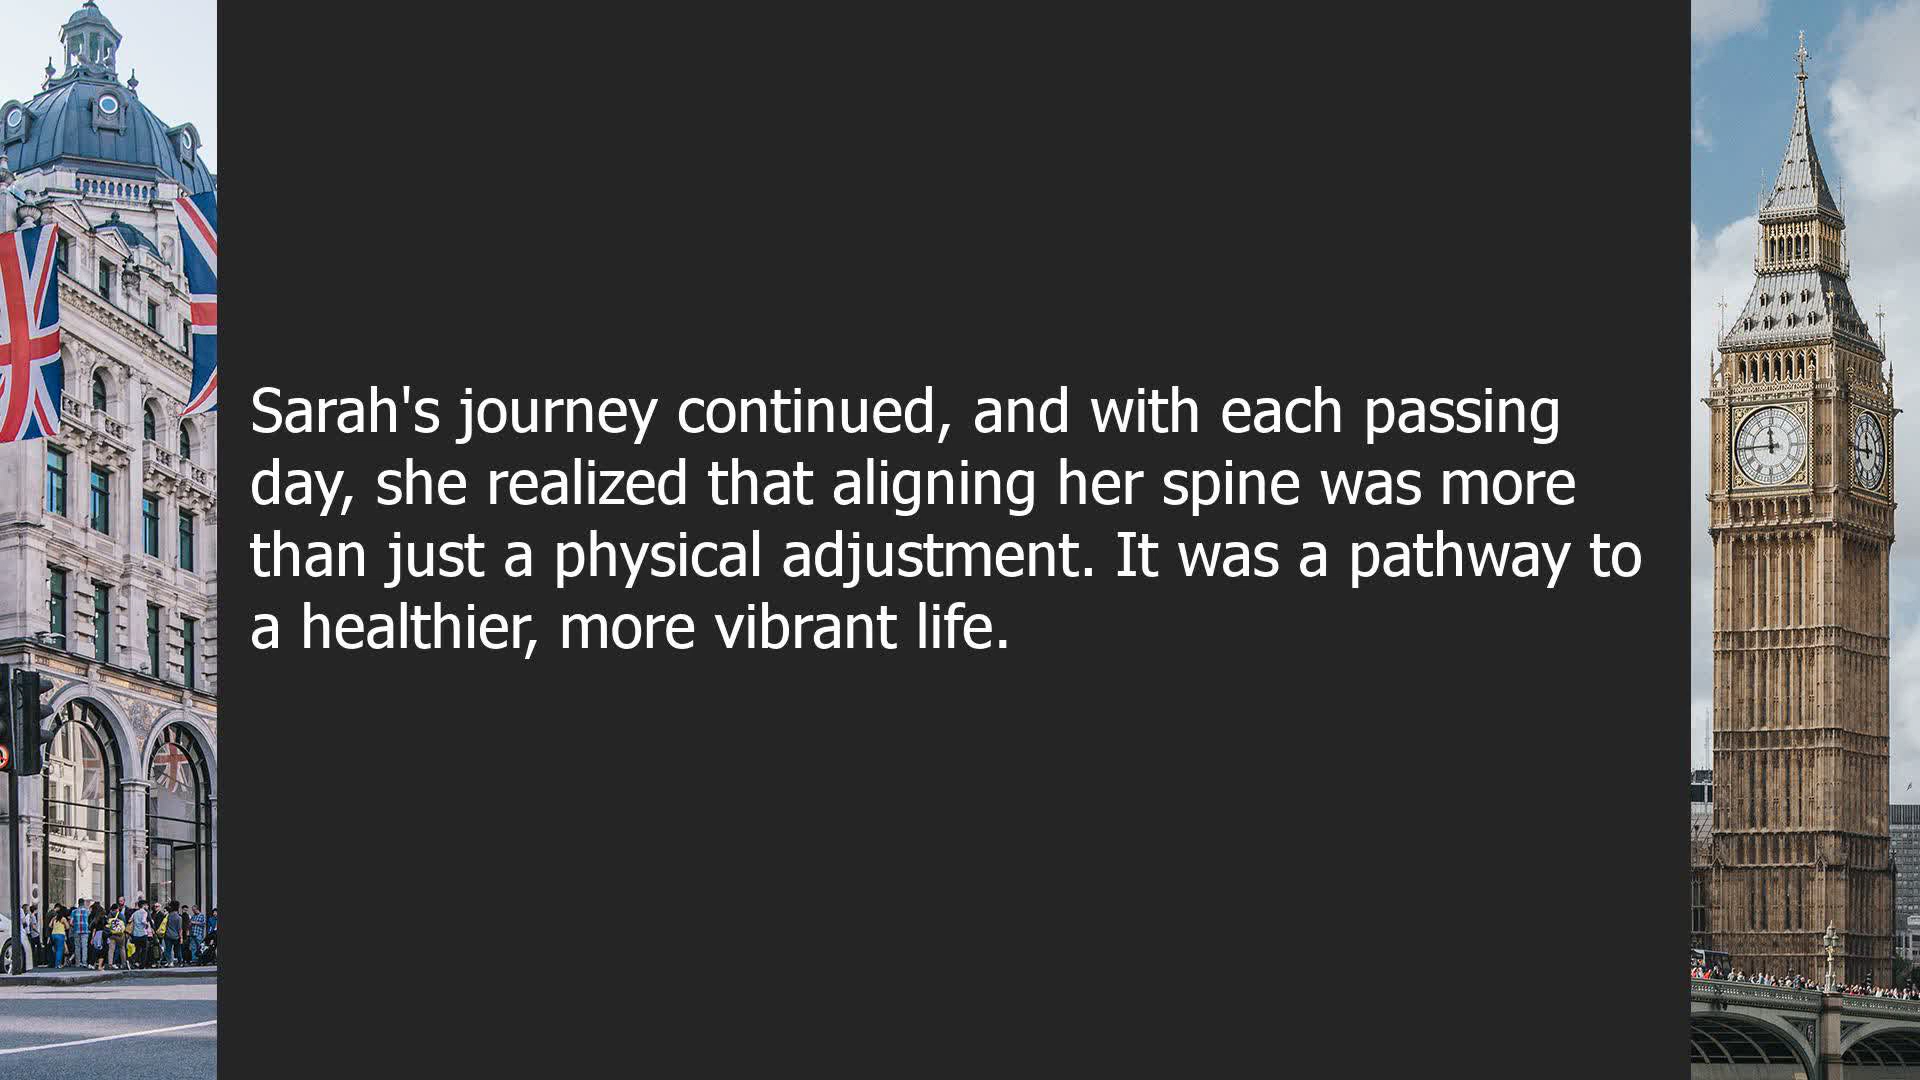 Sarah's journey continued, and with each passing
day, she realized that aligning her spine was more
than just a physical adjustment. It was a pathway to
a healthier, more vibrant life.